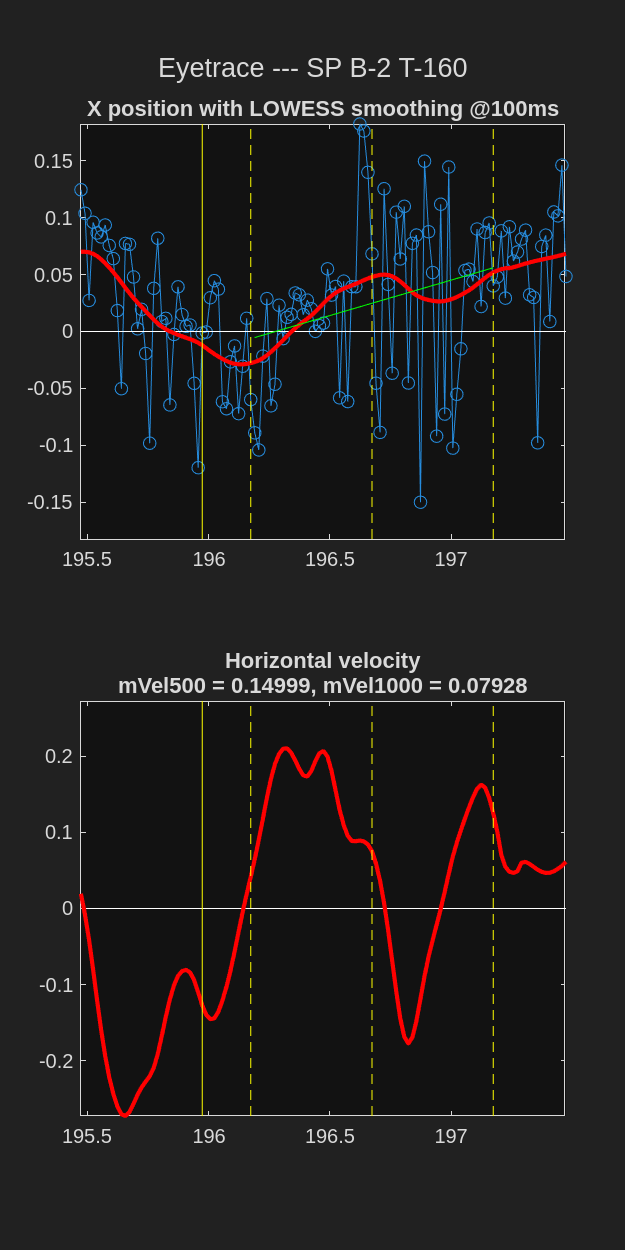 Eyetrace --- SP B-2 T-160
X position with LOWESS smoothing @100ms
0.15
0.1
0.05
0
-0.05
-0.1
-0.15
195.5 196 196.5 197
Horizontal velocity
mVel500 = 0.14999, mVel1000 = 0.07928
0.2
0.1
0
-0.1
-0.2
195.5 196 196.5 197